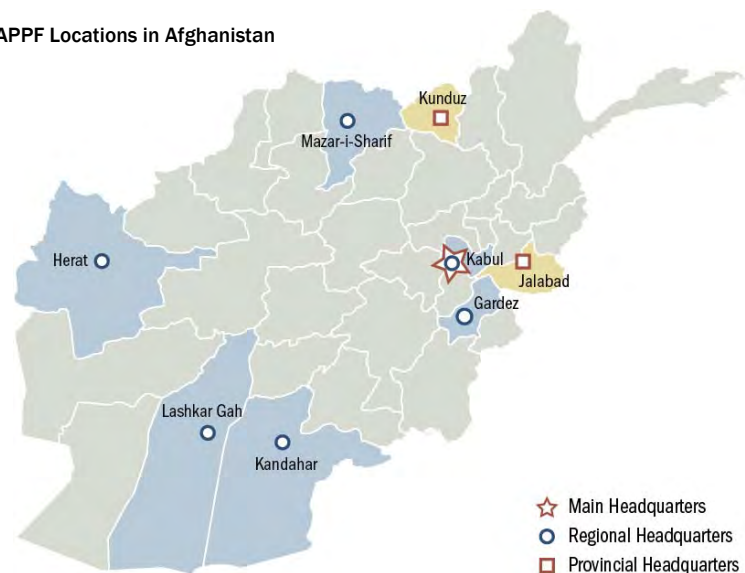 APPF Locations in Afghanistan
Kunduz
Mazar-i-Sharif
Herat
Kabul
Jalabad
Gardez
Lashkar Gah
Kandahar
Main Headquarters
Regional Headquarters
Provincial Headquarters